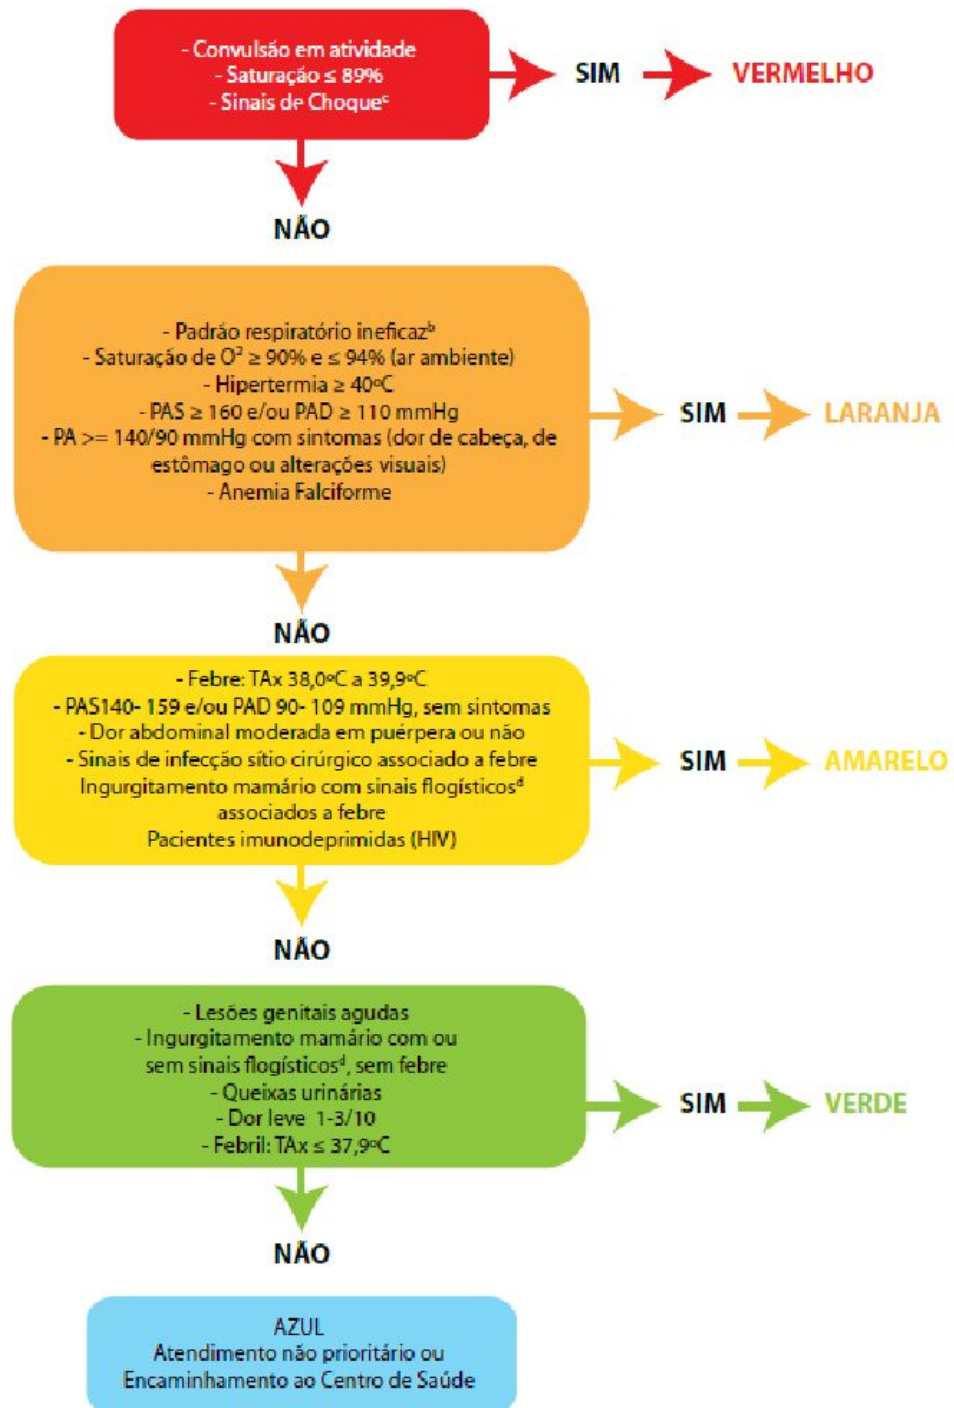 - Convulsão em atividade
- Saturação ≤ 89%
- Sinais de Choqueᶜ
SIM
VERMELHO
NÃO
- Padrão respiratório ineficazᵇ
- Saturação de O² ≥ 90% e ≤ 94% (ar ambiente)
- Hipertermia ≥ 40ºC
- PAS ≥ 160 e/ou PAD ≥ 110 mmHg
- PA >= 140/90 mmHg com sintomas (dor de cabeça, de
estômago ou alterações visuais)
- Anemia Falciforme
SIM
LARANJA
NÃO
- Febre: TAx 38,0ºC a 39,9ºC
- PAS140- 159 e/ou PAD 90- 109 mmHg, sem sintomas
- Dor abdominal moderada em puérpera ou não
- Sinais de infecção sítio cirúrgico associado a febre
Ingurgitamento mamário com sinais flogísticosᵈ
associados a febre
Pacientes imunodeprimidas (HIV)
SIM
AMARELO
NÃO
- Lesões genitais agudas
- Ingurgitamento mamário com ou
sem sinais flogísticosᵈ, sem febre
- Queixas urinárias
- Dor leve 1-3/10
- Febril: TAx ≤ 37,9ºC
SIM
VERDE
NÃO
AZUL
Atendimento não prioritário ou
Encaminhamento ao Centro de Saúde